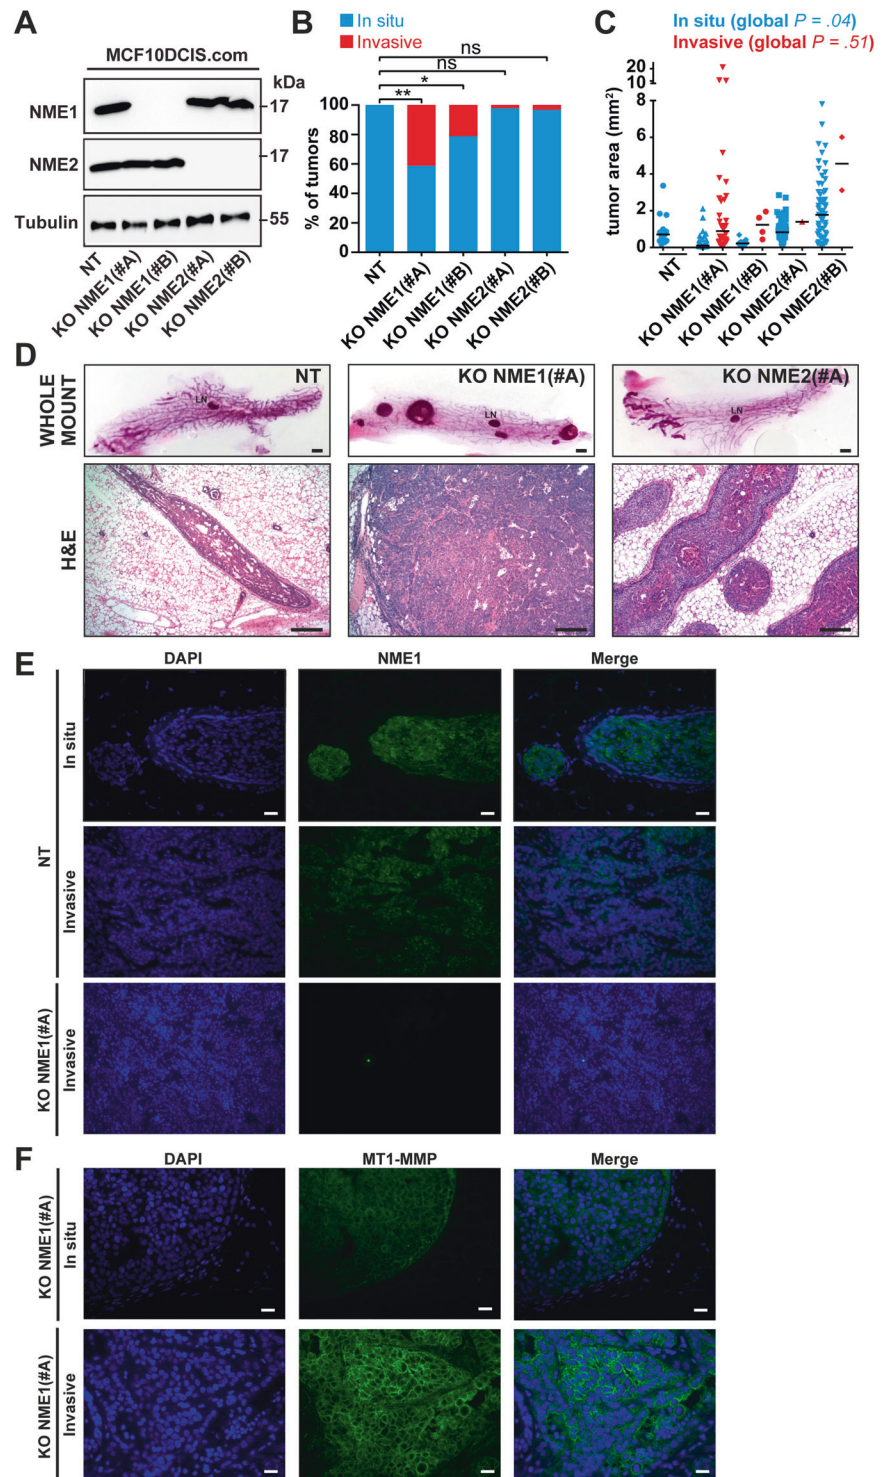 A
MCF10DCIS.com
kDa
NME1
17
NME2
17
Tubulin
55
NT
KO NME1(#A)
KO NME1(#B)
KO NME2(#A)
KO NME2(#B)
B
In situ
Invasive
ns
ns
*
**
% of tumors
100
80
60
40
20
0
NT
KO NME1(#A)
KO NME1(#B)
KO NME2(#A)
KO NME2(#B)
C
In situ (global P = .04)
Invasive (global P = .51)
tumor area (mm²)
20
10
8
6
4
2
0
NT
KO NME1(#A)
KO NME1(#B)
KO NME2(#A)
KO NME2(#B)
D
WHOLE
MOUNT
NT
LN
KO NME1(#A)
LN
KO NME2(#A)
LN
H&E
E
DAPI
NME1
Merge
NT
In situ
Invasive
KO NME1(#A)
Invasive
F
DAPI
MT1-MMP
Merge
KO NME1(#A)
In situ
KO NME1(#A)
Invasive